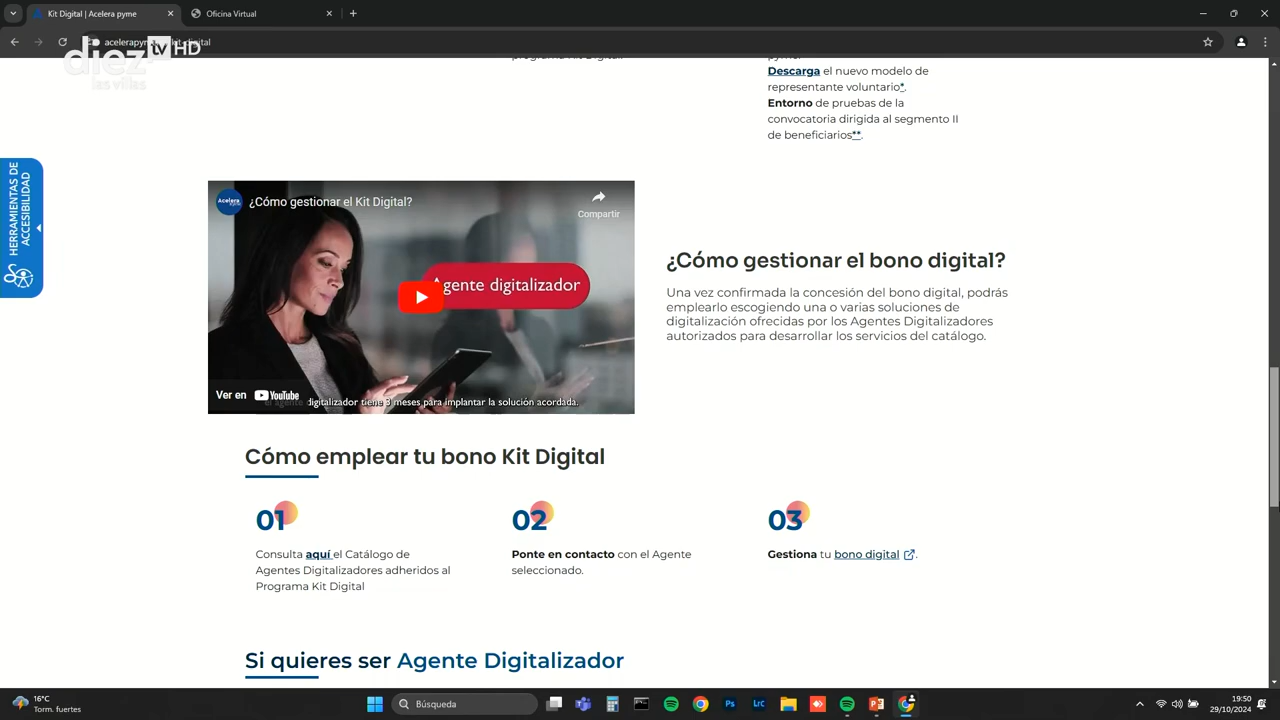 Kit Digital | Acelera pyme
Oficina Virtual
diez tv HD
las villas
Descarga el nuevo modelo de
representante voluntario*.
Entorno de pruebas de la
convocatoria dirigida al segmento II
de beneficiarios**.
HERRAMIENTAS DE
ACCESIBILIDAD
Acelera
¿Cómo gestionar el Kit Digital?
Compartir
Agente digitalizador
Ver en YouTube
digitalizador tiene 3 meses para implantar la solución acordada.
¿Cómo gestionar el bono digital?
Una vez confirmada la concesión del bono digital, podrás
emplearlo escogiendo una o varias soluciones de
digitalización ofrecidas por los Agentes Digitalizadores
autorizados para desarrollar los servicios del catálogo.
Cómo emplear tu bono Kit Digital
01
Consulta aquí el Catálogo de
Agentes Digitalizadores adheridos al
Programa Kit Digital
02
Ponte en contacto con el Agente
seleccionado.
03
Gestiona tu bono digital.
Si quieres ser Agente Digitalizador
16°C
Torm. fuertes
Búsqueda
Ps
LrC
19:50
29/10/2024